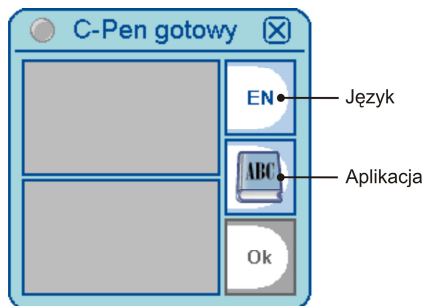 C-Pen gotowy
EN
Język
ABC
Aplikacja
Ok